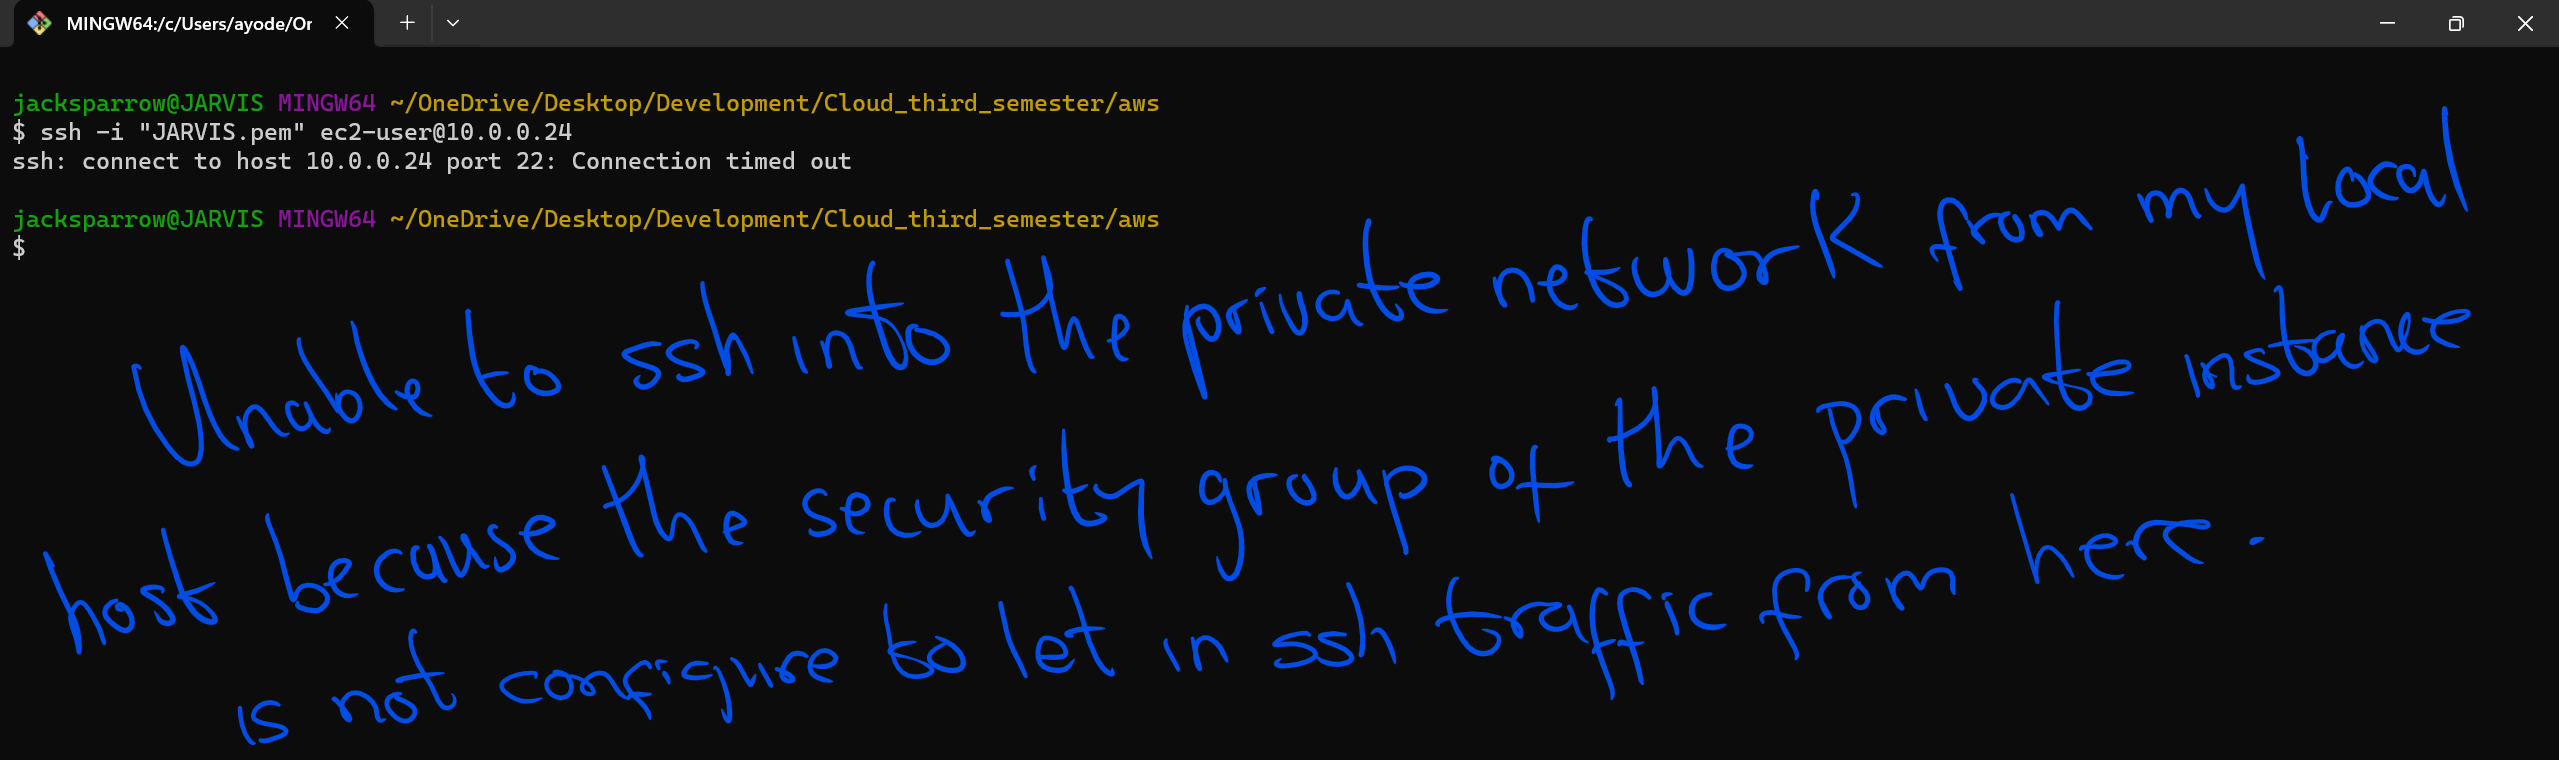 MINGW64:/c/Users/ayode/Or
jacksparrow@JARVIS MINGW64 ~/OneDrive/Desktop/Development/Cloud_third_semester/aws
$ ssh -i "JARVIS.pem" ec2-user@10.0.0.24
ssh: connect to host 10.0.0.24 port 22: Connection timed out
jacksparrow@JARVIS MINGW64 ~/OneDrive/Desktop/Development/Cloud_third_semester/aws
$
Unable to ssh into the private network from my local
host because the security group of the private instance
is not configure to let in ssh traffic from here.